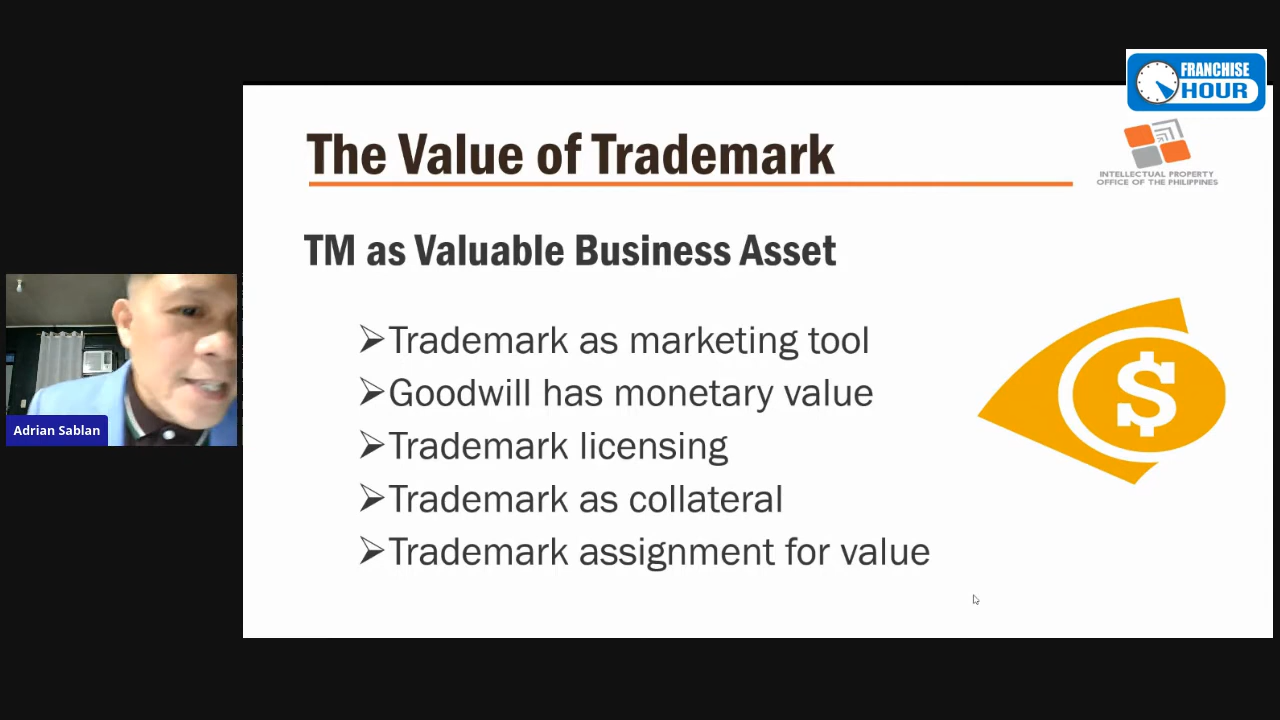 FRANCHISE
HOUR
The Value of Trademark
INTELLECTUAL PROPERTY
OFFICE OF THE PHILIPPINES
TM as Valuable Business Asset
➢Trademark as marketing tool
➢Goodwill has monetary value
➢Trademark licensing
➢Trademark as collateral
➢Trademark assignment for value
$
Adrian Sablan